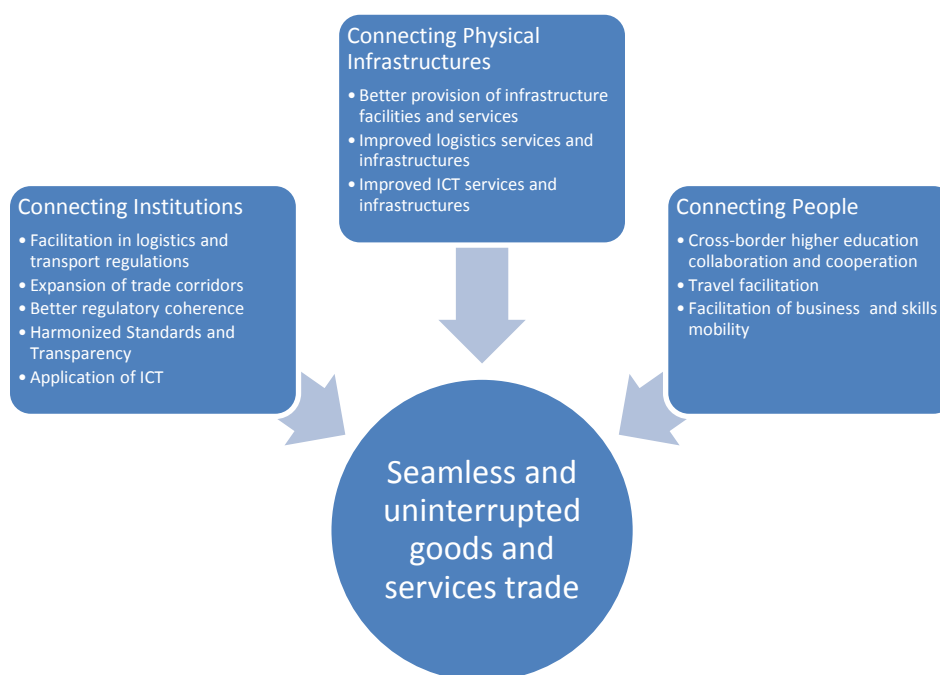 Connecting Physical
Infrastructures
• Better provision of infrastructure
facilities and services
• Improved logistics services and
infrastructures
• Improved ICT services and
infrastructures
Connecting Institutions
• Facilitation in logistics and
transport regulations
• Expansion of trade corridors
• Better regulatory coherence
• Harmonized Standards and
Transparency
• Application of ICT
Connecting People
• Cross-border higher education
collaboration and cooperation
• Travel facilitation
• Facilitation of business and skills
mobility
Seamless and
uninterrupted
goods and
services trade